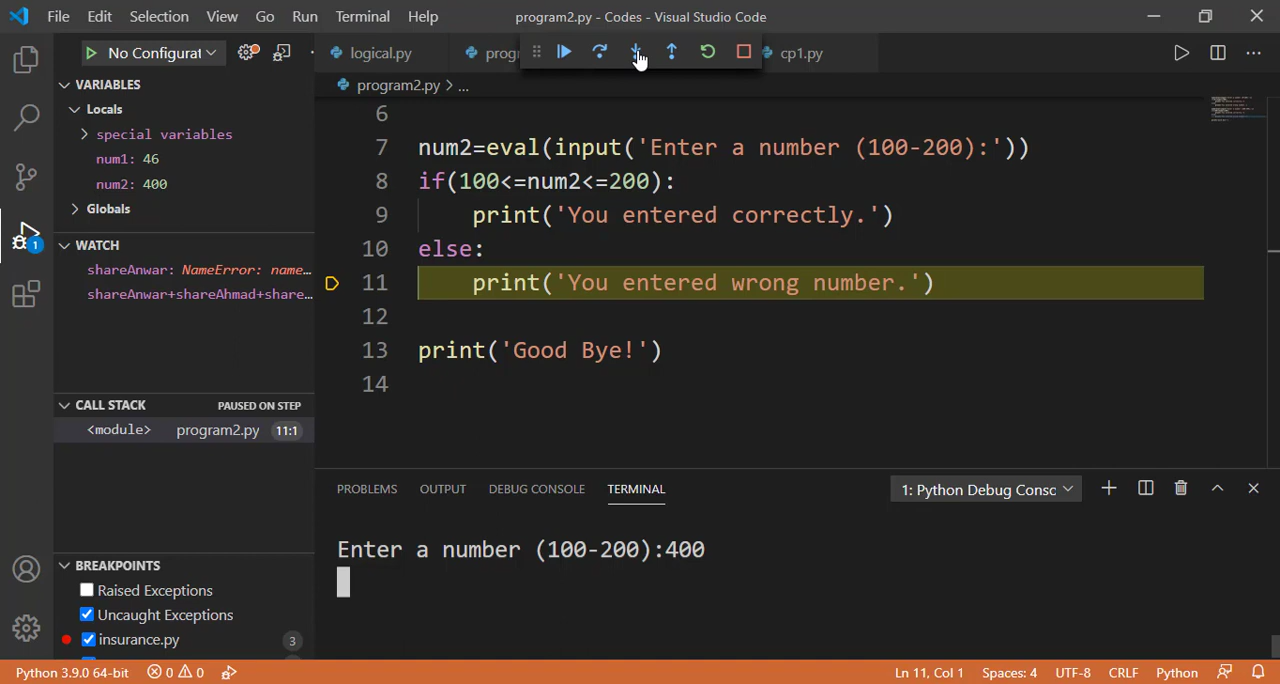 File Edit Selection View Go Run Terminal Help program2.py - Codes - Visual Studio Code
No Configurat logical.py prog cp1.py
VARIABLES
Locals
special variables
num1: 46
num2: 400
Globals
WATCH
shareAnwar: NameError: name…
shareAnwar+shareAhmad+share…
CALL STACK PAUSED ON STEP
<module> program2.py 11:1
BREAKPOINTS
Raised Exceptions
Uncaught Exceptions
insurance.py 3
1
program2.py > ...
6
7 num2=eval(input('Enter a number (100-200):'))
8 if(100<=num2<=200):
9 print('You entered correctly.')
10 else:
11 print('You entered wrong number.')
12
13 print('Good Bye!')
14
PROBLEMS OUTPUT DEBUG CONSOLE TERMINAL 1: Python Debug Consc
Enter a number (100-200):400
Python 3.9.0 64-bit 0 0 Ln 11, Col 1 Spaces: 4 UTF-8 CRLF Python